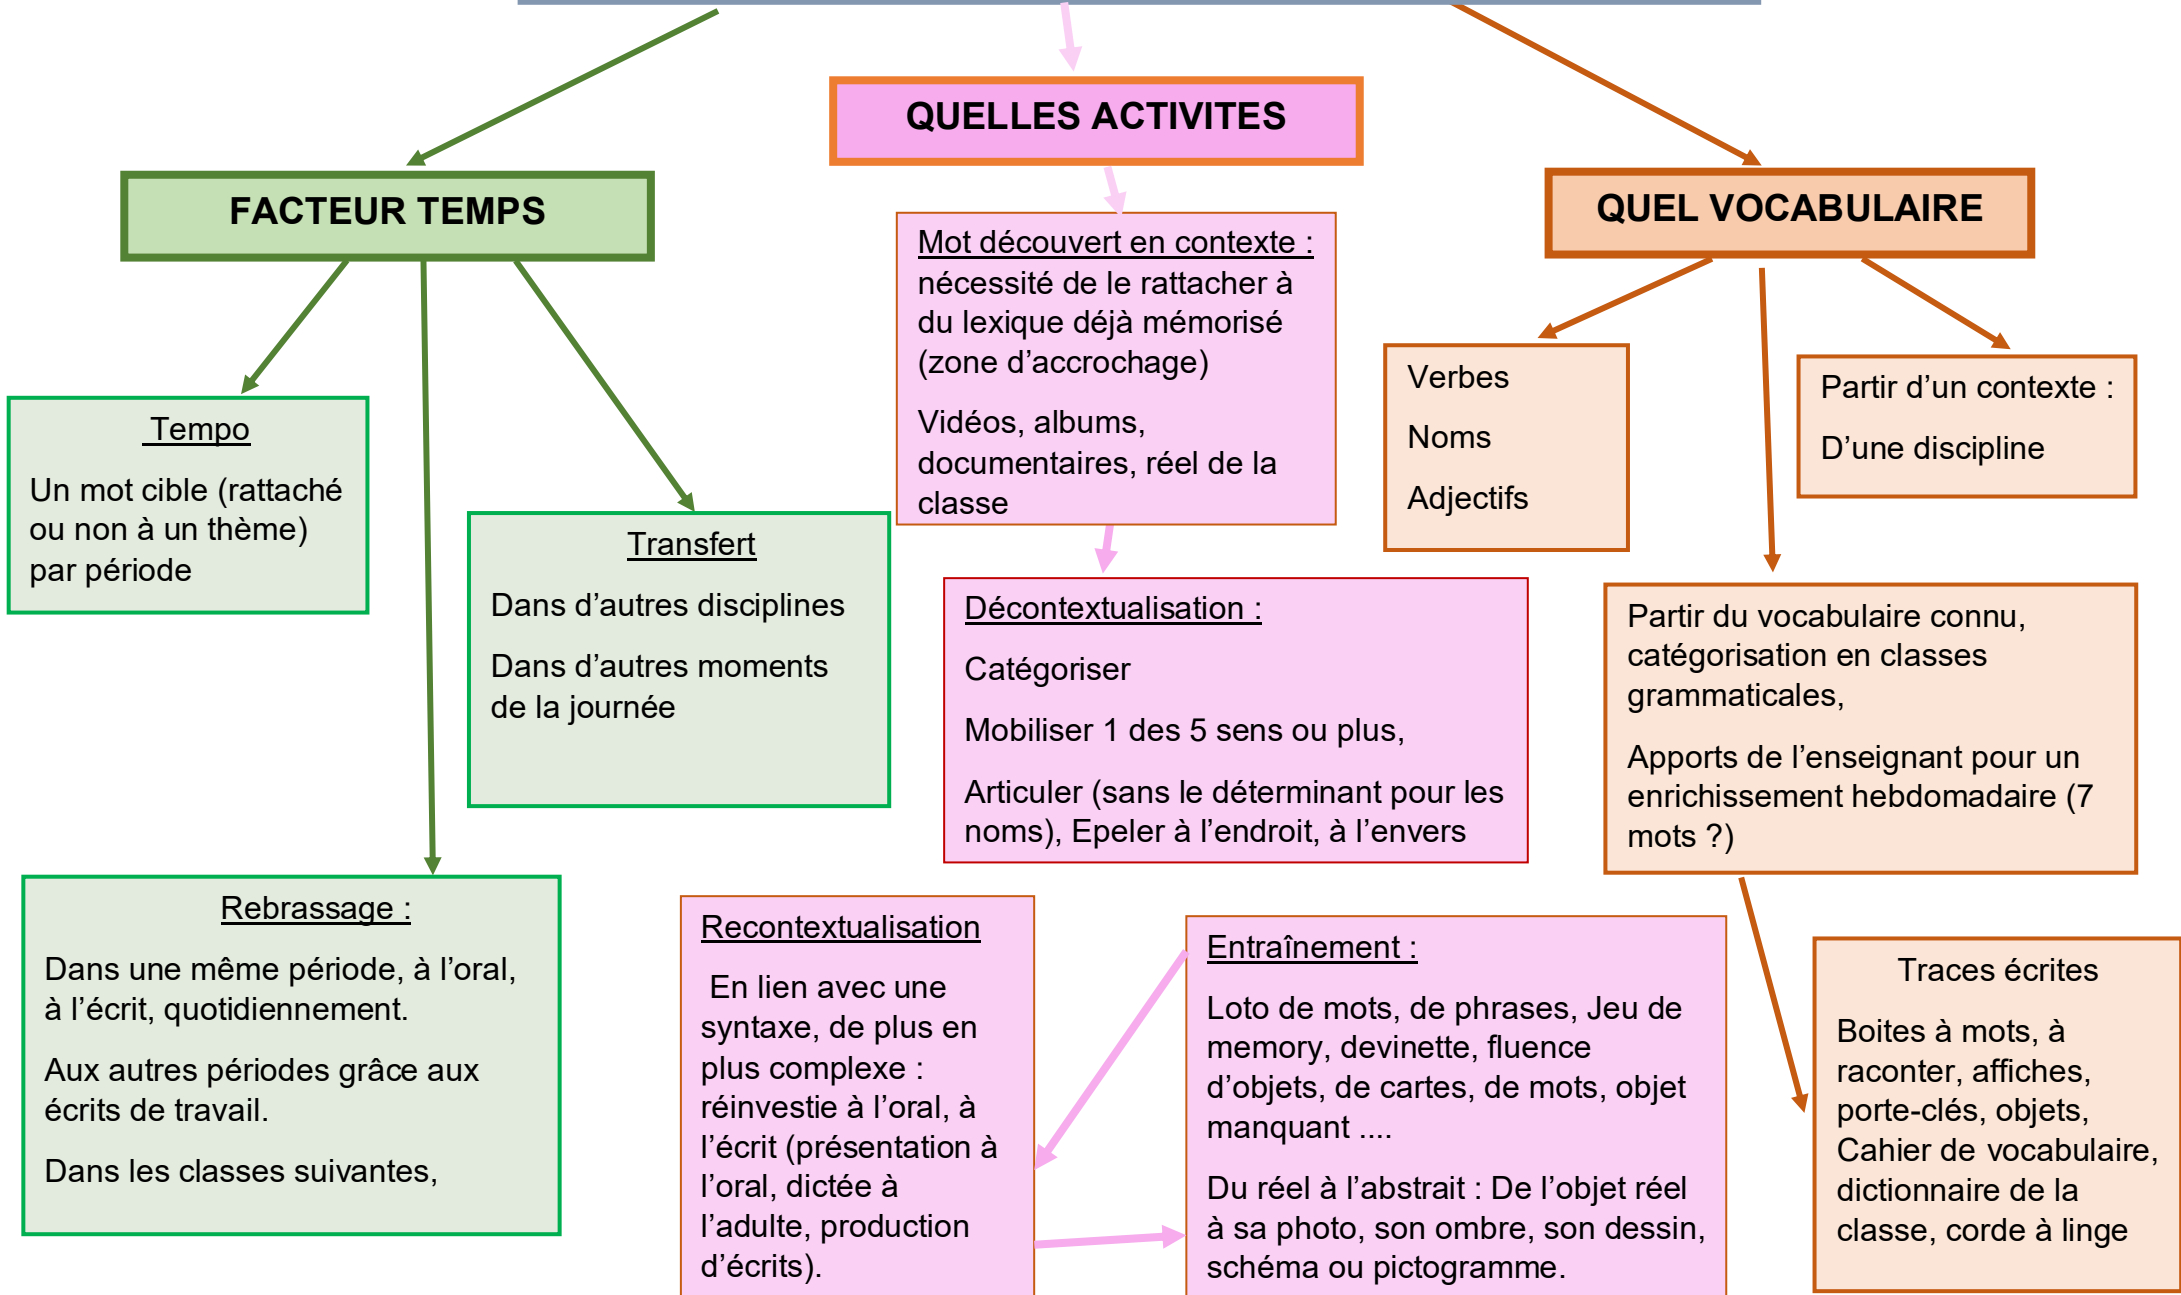 QUELLES ACTIVITES
FACTEUR TEMPS
QUEL VOCABULAIRE
Mot découvert en contexte :
nécessité de le rattacher à
du lexique déjà mémorisé
(zone d’accrochage)
Vidéos, albums,
documentaires, réel de la
classe
Verbes
Noms
Adjectifs
Partir d’un contexte :
D’une discipline
Tempo
Un mot cible (rattaché
ou non à un thème)
par période
Transfert
Dans d’autres disciplines
Dans d’autres moments
de la journée
Décontextualisation :
Catégoriser
Mobiliser 1 des 5 sens ou plus,
Articuler (sans le déterminant pour les
noms), Epeler à l’endroit, à l’envers
Partir du vocabulaire connu,
catégorisation en classes
grammaticales,
Apports de l’enseignant pour un
enrichissement hebdomadaire (7
mots ?)
Rebrassage :
Dans une même période, à l’oral,
à l’écrit, quotidiennement.
Aux autres périodes grâce aux
écrits de travail.
Dans les classes suivantes,
Recontextualisation
En lien avec une
syntaxe, de plus en
plus complexe :
réinvestie à l’oral, à
l’écrit (présentation à
l’oral, dictée à
l’adulte, production
d’écrits).
Entraînement :
Loto de mots, de phrases, Jeu de
memory, devinette, fluence
d’objets, de cartes, de mots, objet
manquant ....
Du réel à l’abstrait : De l’objet réel
à sa photo, son ombre, son dessin,
schéma ou pictogramme.
Traces écrites
Boites à mots, à
raconter, affiches,
porte-clés, objets,
Cahier de vocabulaire,
dictionnaire de la
classe, corde à linge